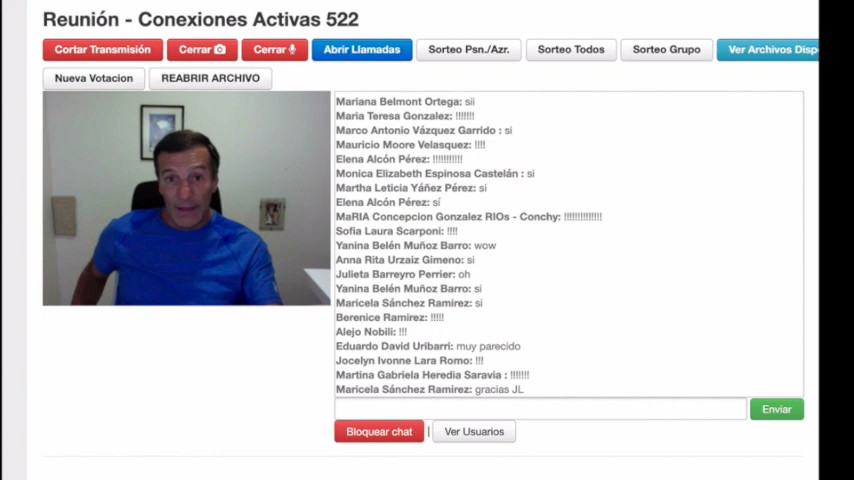 Reunión - Conexiones Activas 522
Cortar Transmisión Cerrar Cerrar Abrir Llamadas Sorteo Psn./Azr. Sorteo Todos Sorteo Grupo Ver Archivos Disp
Nueva Votacion REABRIR ARCHIVO
Mariana Belmont Ortega: sii
Maria Teresa Gonzalez: !!!!!!!
Marco Antonio Vázquez Garrido : si
Mauricio Moore Velasquez: !!!!
Elena Alcón Pérez: !!!!!!!!!!!
Monica Elizabeth Espinosa Castelán : si
Martha Leticia Yáñez Pérez: si
Elena Alcón Pérez: sí
MaRIA Concepcion Gonzalez RIOs - Conchy: !!!!!!!!!!!!!!
Sofia Laura Scarponi: !!!!
Yanina Belén Muñoz Barro: wow
Anna Rita Urzaiz Gimeno: si
Julieta Barreyro Perrier: oh
Yanina Belén Muñoz Barro: si
Maricela Sánchez Ramirez: si
Berenice Ramirez: !!!!!
Alejo Nobili: !!!
Eduardo David Uribarri: muy parecido
Jocelyn Ivonne Lara Romo: !!!
Martina Gabriela Heredia Saravia : !!!!!!!
Maricela Sánchez Ramirez: gracias JL
Enviar
Bloquear chat | Ver Usuarios